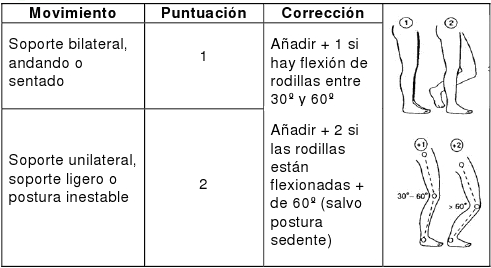 Movimiento Puntuación Corrección
Soporte bilateral,
andando o
sentado
1
Añadir + 1 si
hay flexión de
rodillas entre
30º y 60º
Soporte unilateral,
soporte ligero o
postura inestable
2
Añadir + 2 si
las rodillas
están
flexionadas +
de 60º (salvo
postura
sedente)
1 2
+1 +2
30°-60°
> 60°